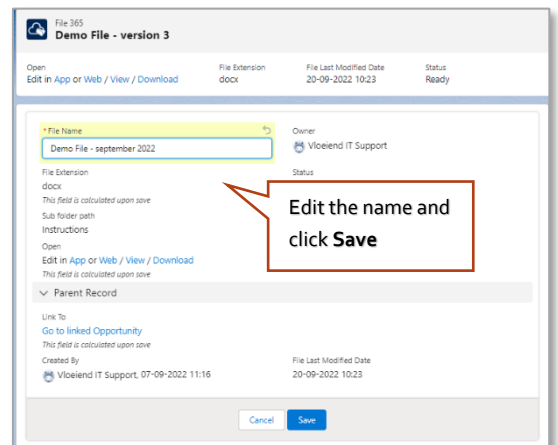 File 365
Demo File - version 3
Open
File Extension
File Last Modified Date
Status
Edit in App or Web / View / Download
docx
20-09-2022 10:23
Ready
* File Name
Owner
Demo File - september 2022
Vloeiend IT Support
File Extension
Status
docx
This field is calculated upon save
Sub folder path
Instructions
Open
Edit in App or Web / View / Download
This field is calculated upon save
Edit the name and
click Save
Parent Record
Link To
Go to linked Opportunity
This field is calculated upon save
Created By
File Last Modified Date
Vloeiend IT Support, 07-09-2022 11:16
20-09-2022 10:23
Cancel
Save